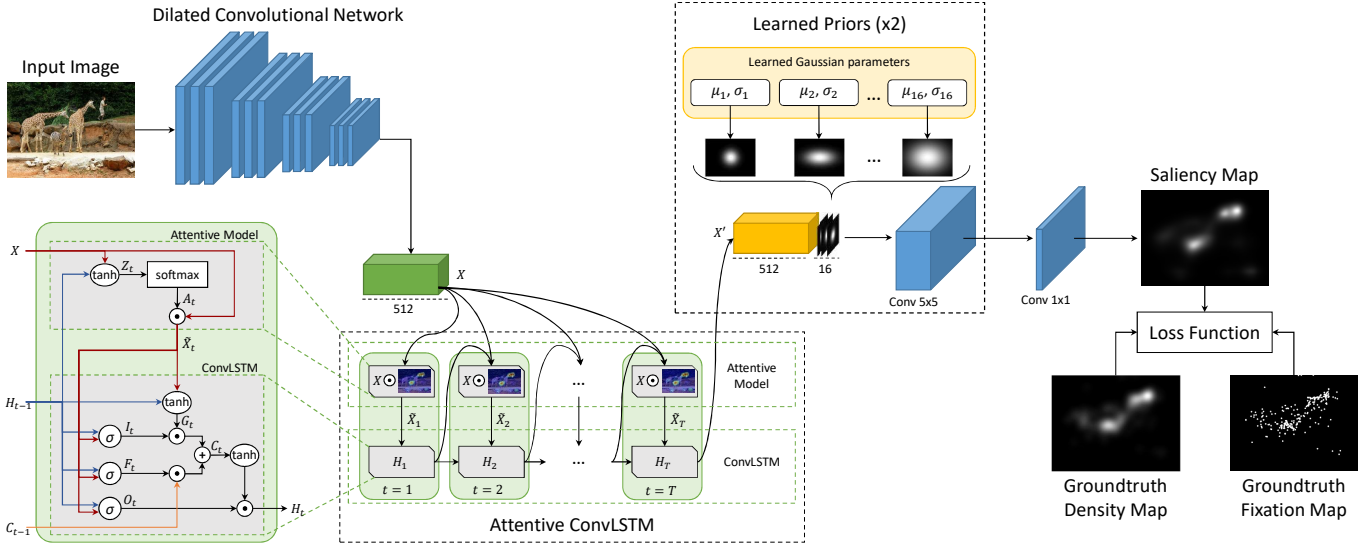 Dilated Convolutional Network
Input Image
Learned Priors (x2)
Learned Gaussian parameters
μ₁, σ₁
μ₂, σ₂
...
μ₁₆, σ₁₆
...
X'
512
16
Conv 5x5
Conv 1x1
Saliency Map
Loss Function
Groundtruth
Density Map
Groundtruth
Fixation Map
X
512
Attentive Model
X
tanh
Zₜ
softmax
Aₜ
X̃ₜ
ConvLSTM
Hₜ₋₁
tanh
Gₜ
σ
Iₜ
Cₜ
tanh
σ
Fₜ
σ
Oₜ
Hₜ
Cₜ₋₁
X
X
...
X
Attentive
Model
X̃₁
X̃₂
X̃_T
H₁
H₂
...
H_T
ConvLSTM
t = 1
t = 2
t = T
Attentive ConvLSTM